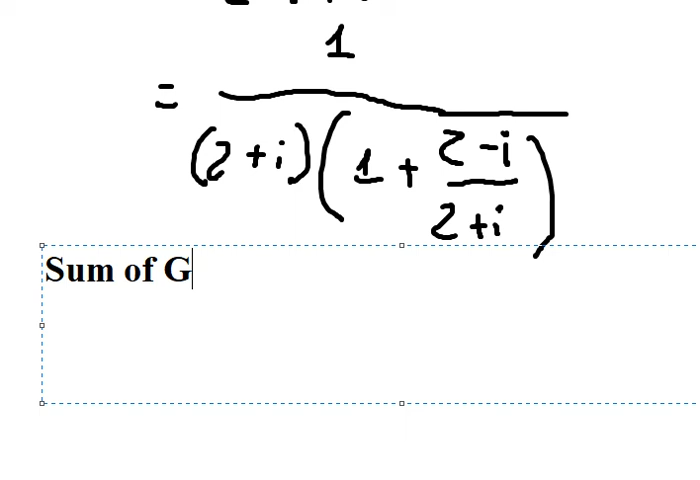 1
=
(2+i)(1 + 2-i
2+i)
Sum of G